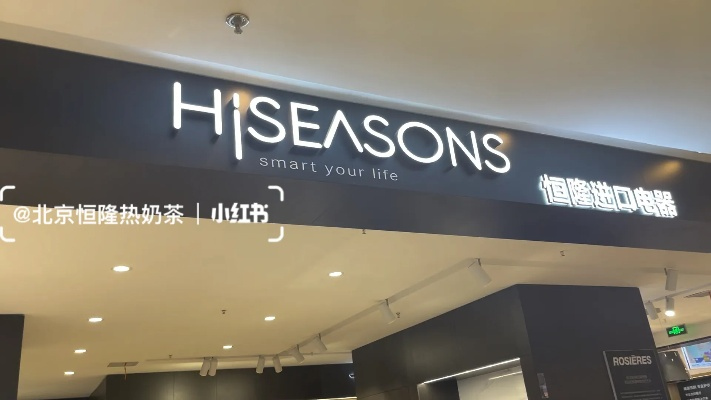 HiSEASONS
smart your life
恒隆进口电器
@北京恒隆热奶茶 | 小红书
ROSIÈRES